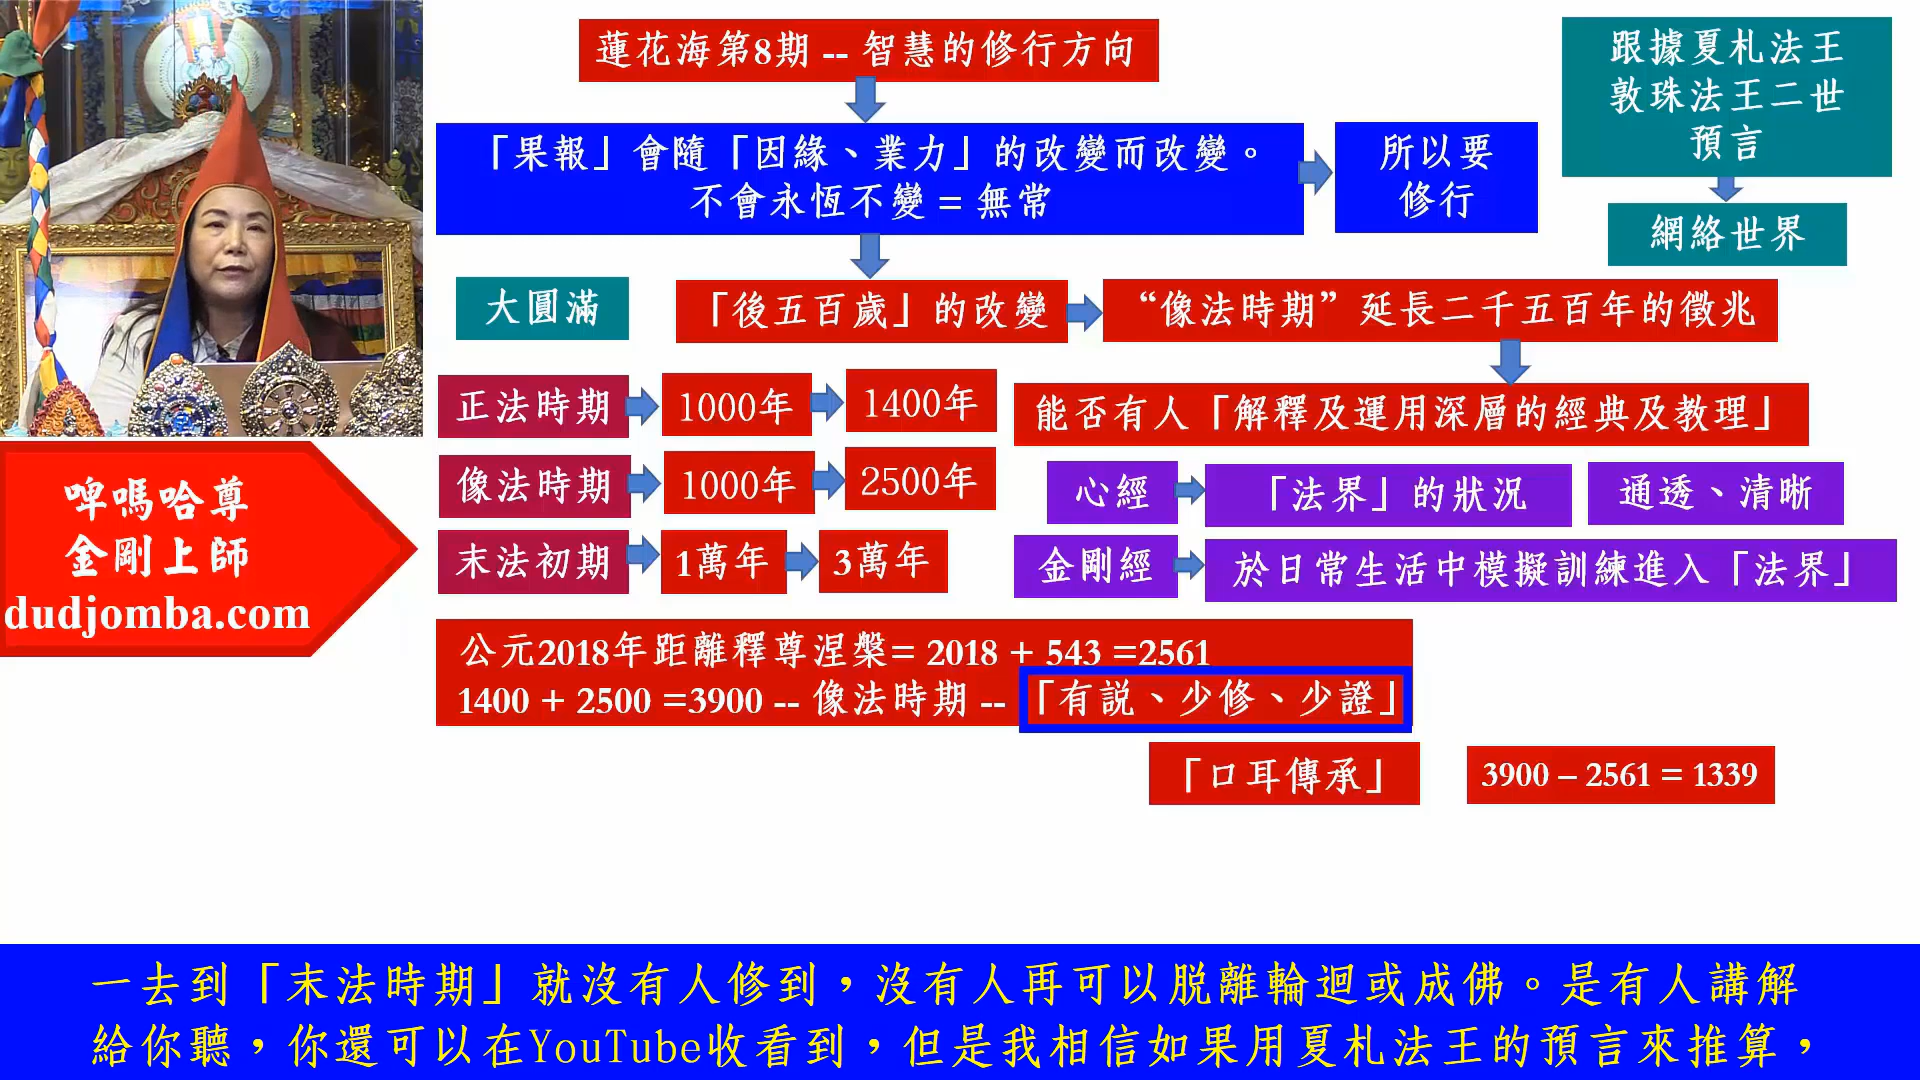 蓮花海第8期 -- 智慧的修行方向
跟據夏札法王
敦珠法王二世
預言
網絡世界
「果報」會隨「因緣、業力」的改變而改變。
不會永恆不變 = 無常
所以要
修行
大圓滿
「後五百歲」的改變
“像法時期”延長二千五百年的徵兆
正法時期
1000年
1400年
能否有人「解釋及運用深層的經典及教理」
像法時期
1000年
2500年
心經
「法界」的狀況
通透、清晰
末法初期
1萬年
3萬年
金剛經
於日常生活中模擬訓練進入「法界」
啤嗎哈尊
金剛上師
dudjomba.com
公元2018年距離釋尊涅槃= 2018 + 543 =2561
1400 + 2500 =3900 -- 像法時期 -- 「有説、少修、少證」
「口耳傳承」
3900 – 2561 = 1339
一去到「末法時期」就沒有人修到，沒有人再可以脱離輪迴或成佛。是有人講解
給你聽，你還可以在YouTube收看到，但是我相信如果用夏札法王的預言來推算，